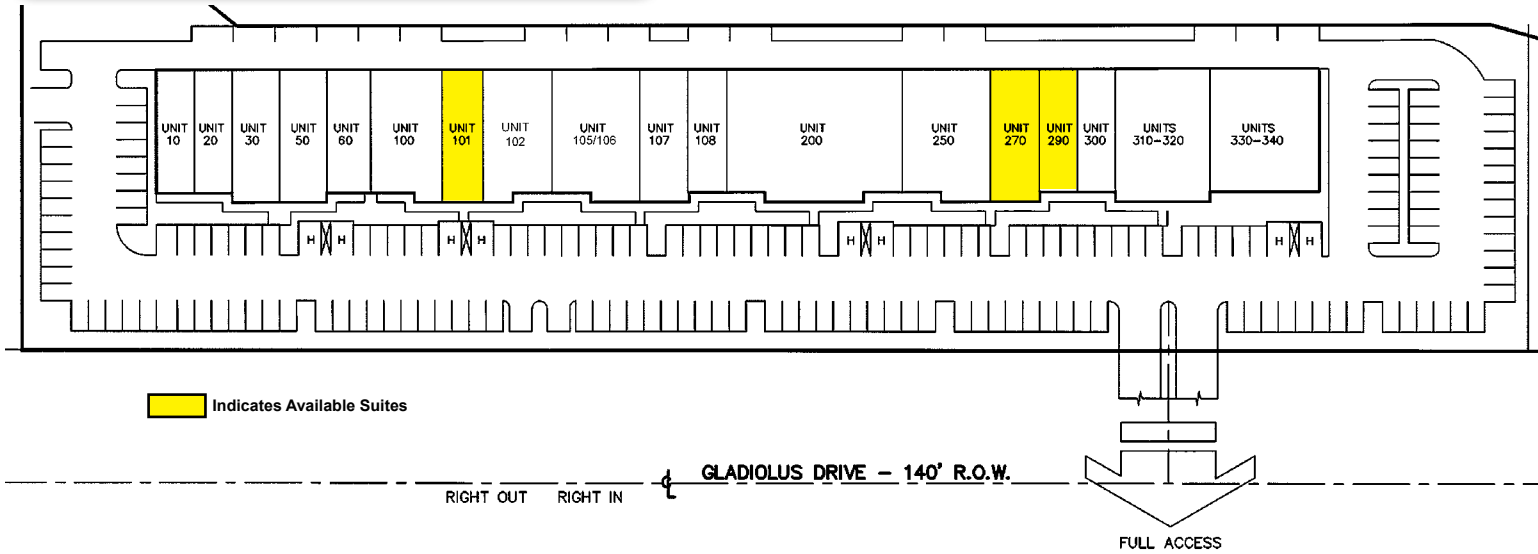 UNIT
10
UNIT
20
UNIT
30
UNIT
50
UNIT
60
UNIT
100
UNIT
101
UNIT
102
UNIT
105/106
UNIT
107
UNIT
108
UNIT
200
UNIT
250
UNIT
270
UNIT
290
UNIT
300
UNITS
310-320
UNITS
330-340
H H
H H
H H
H H
Indicates Available Suites
GLADIOLUS DRIVE - 140' R.O.W.
RIGHT OUT RIGHT IN
FULL ACCESS